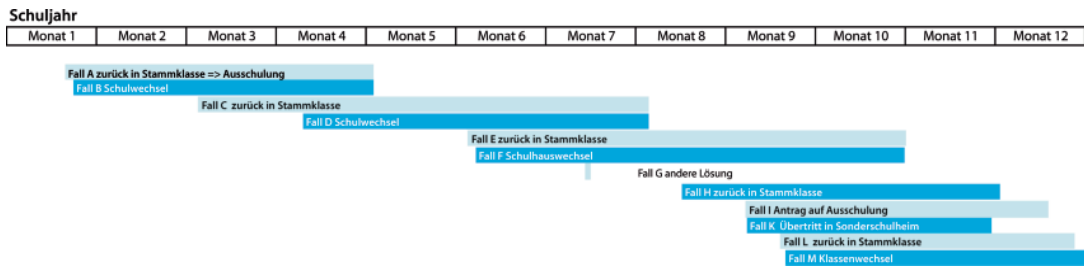 Schuljahr
Monat 1 Monat 2 Monat 3 Monat 4 Monat 5 Monat 6 Monat 7 Monat 8 Monat 9 Monat 10 Monat 11 Monat 12
Fall A zurück in Stammklasse => Ausschulung
Fall B Schulwechsel
Fall C zurück in Stammklasse
Fall D Schulwechsel
Fall E zurück in Stammklasse
Fall F Schulhauswechsel
Fall G andere Lösung
Fall H zurück in Stammklasse
Fall I Antrag auf Ausschulung
Fall K Übertritt in Sonderschulheim
Fall L zurück in Stammklasse
Fall M Klassenwechsel